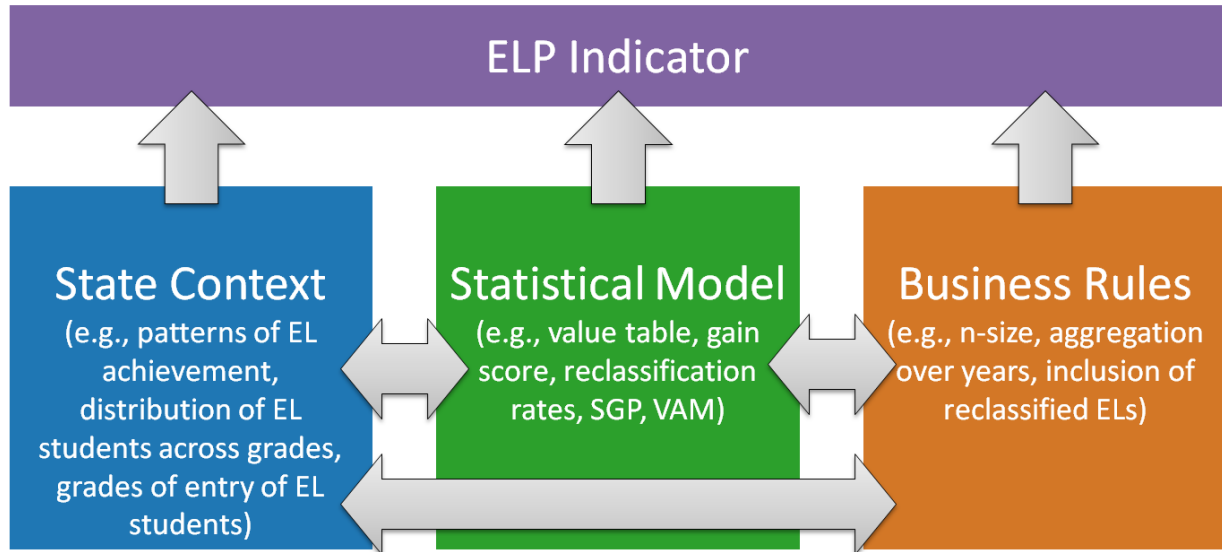 ELP Indicator
State Context
(e.g., patterns of EL
achievement,
distribution of EL
students across grades,
grades of entry of EL
students)
Statistical Model
(e.g., value table, gain
score, reclassification
rates, SGP, VAM)
Business Rules
(e.g., n-size, aggregation
over years, inclusion of
reclassified ELs)